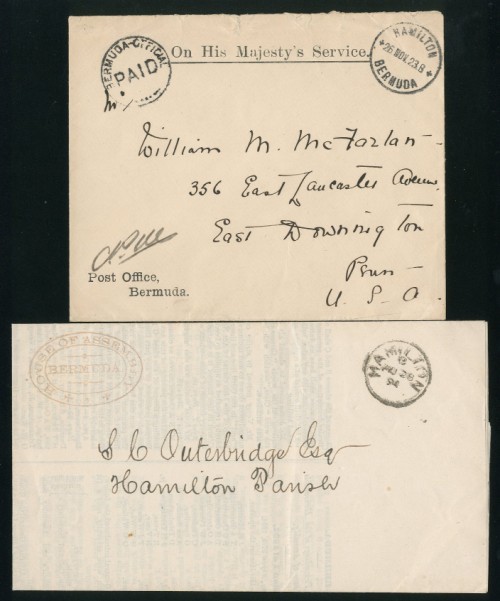 On His Majesty's Service.
BERMUDA OFFICIAL
PAID
HAMILTON
26 NOV. 23. 8
BERMUDA
William M. McFarlan
356 East Lancaster Avenue
East Downington
Penn
U. S. A.
Post Office,
Bermuda.
HOUSE OF ASSEMBLY
BERMUDA
HAMILTON
B
94
S C Outerbridge Esq
Hamilton Parish